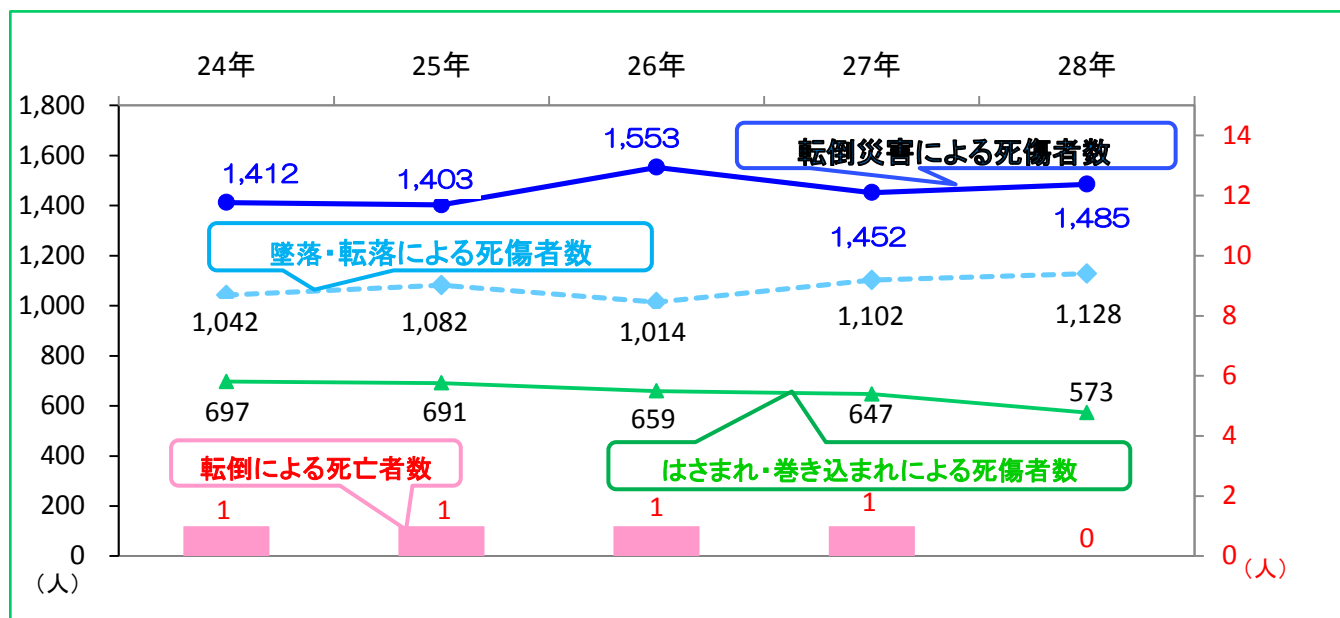 24年 25年 26年 27年 28年
1,800
1,600
1,400
1,200
1,000
800
600
400
200
0
(人)
14
12
10
8
6
4
2
0
(人)
転倒災害による死傷者数
1,412 1,403 1,553 1,452 1,485
墜落・転落による死傷者数
1,042 1,082 1,014 1,102 1,128
697 691 659 647 573
はさまれ・巻き込まれによる死傷者数
転倒による死亡者数
1 1 1 1 0